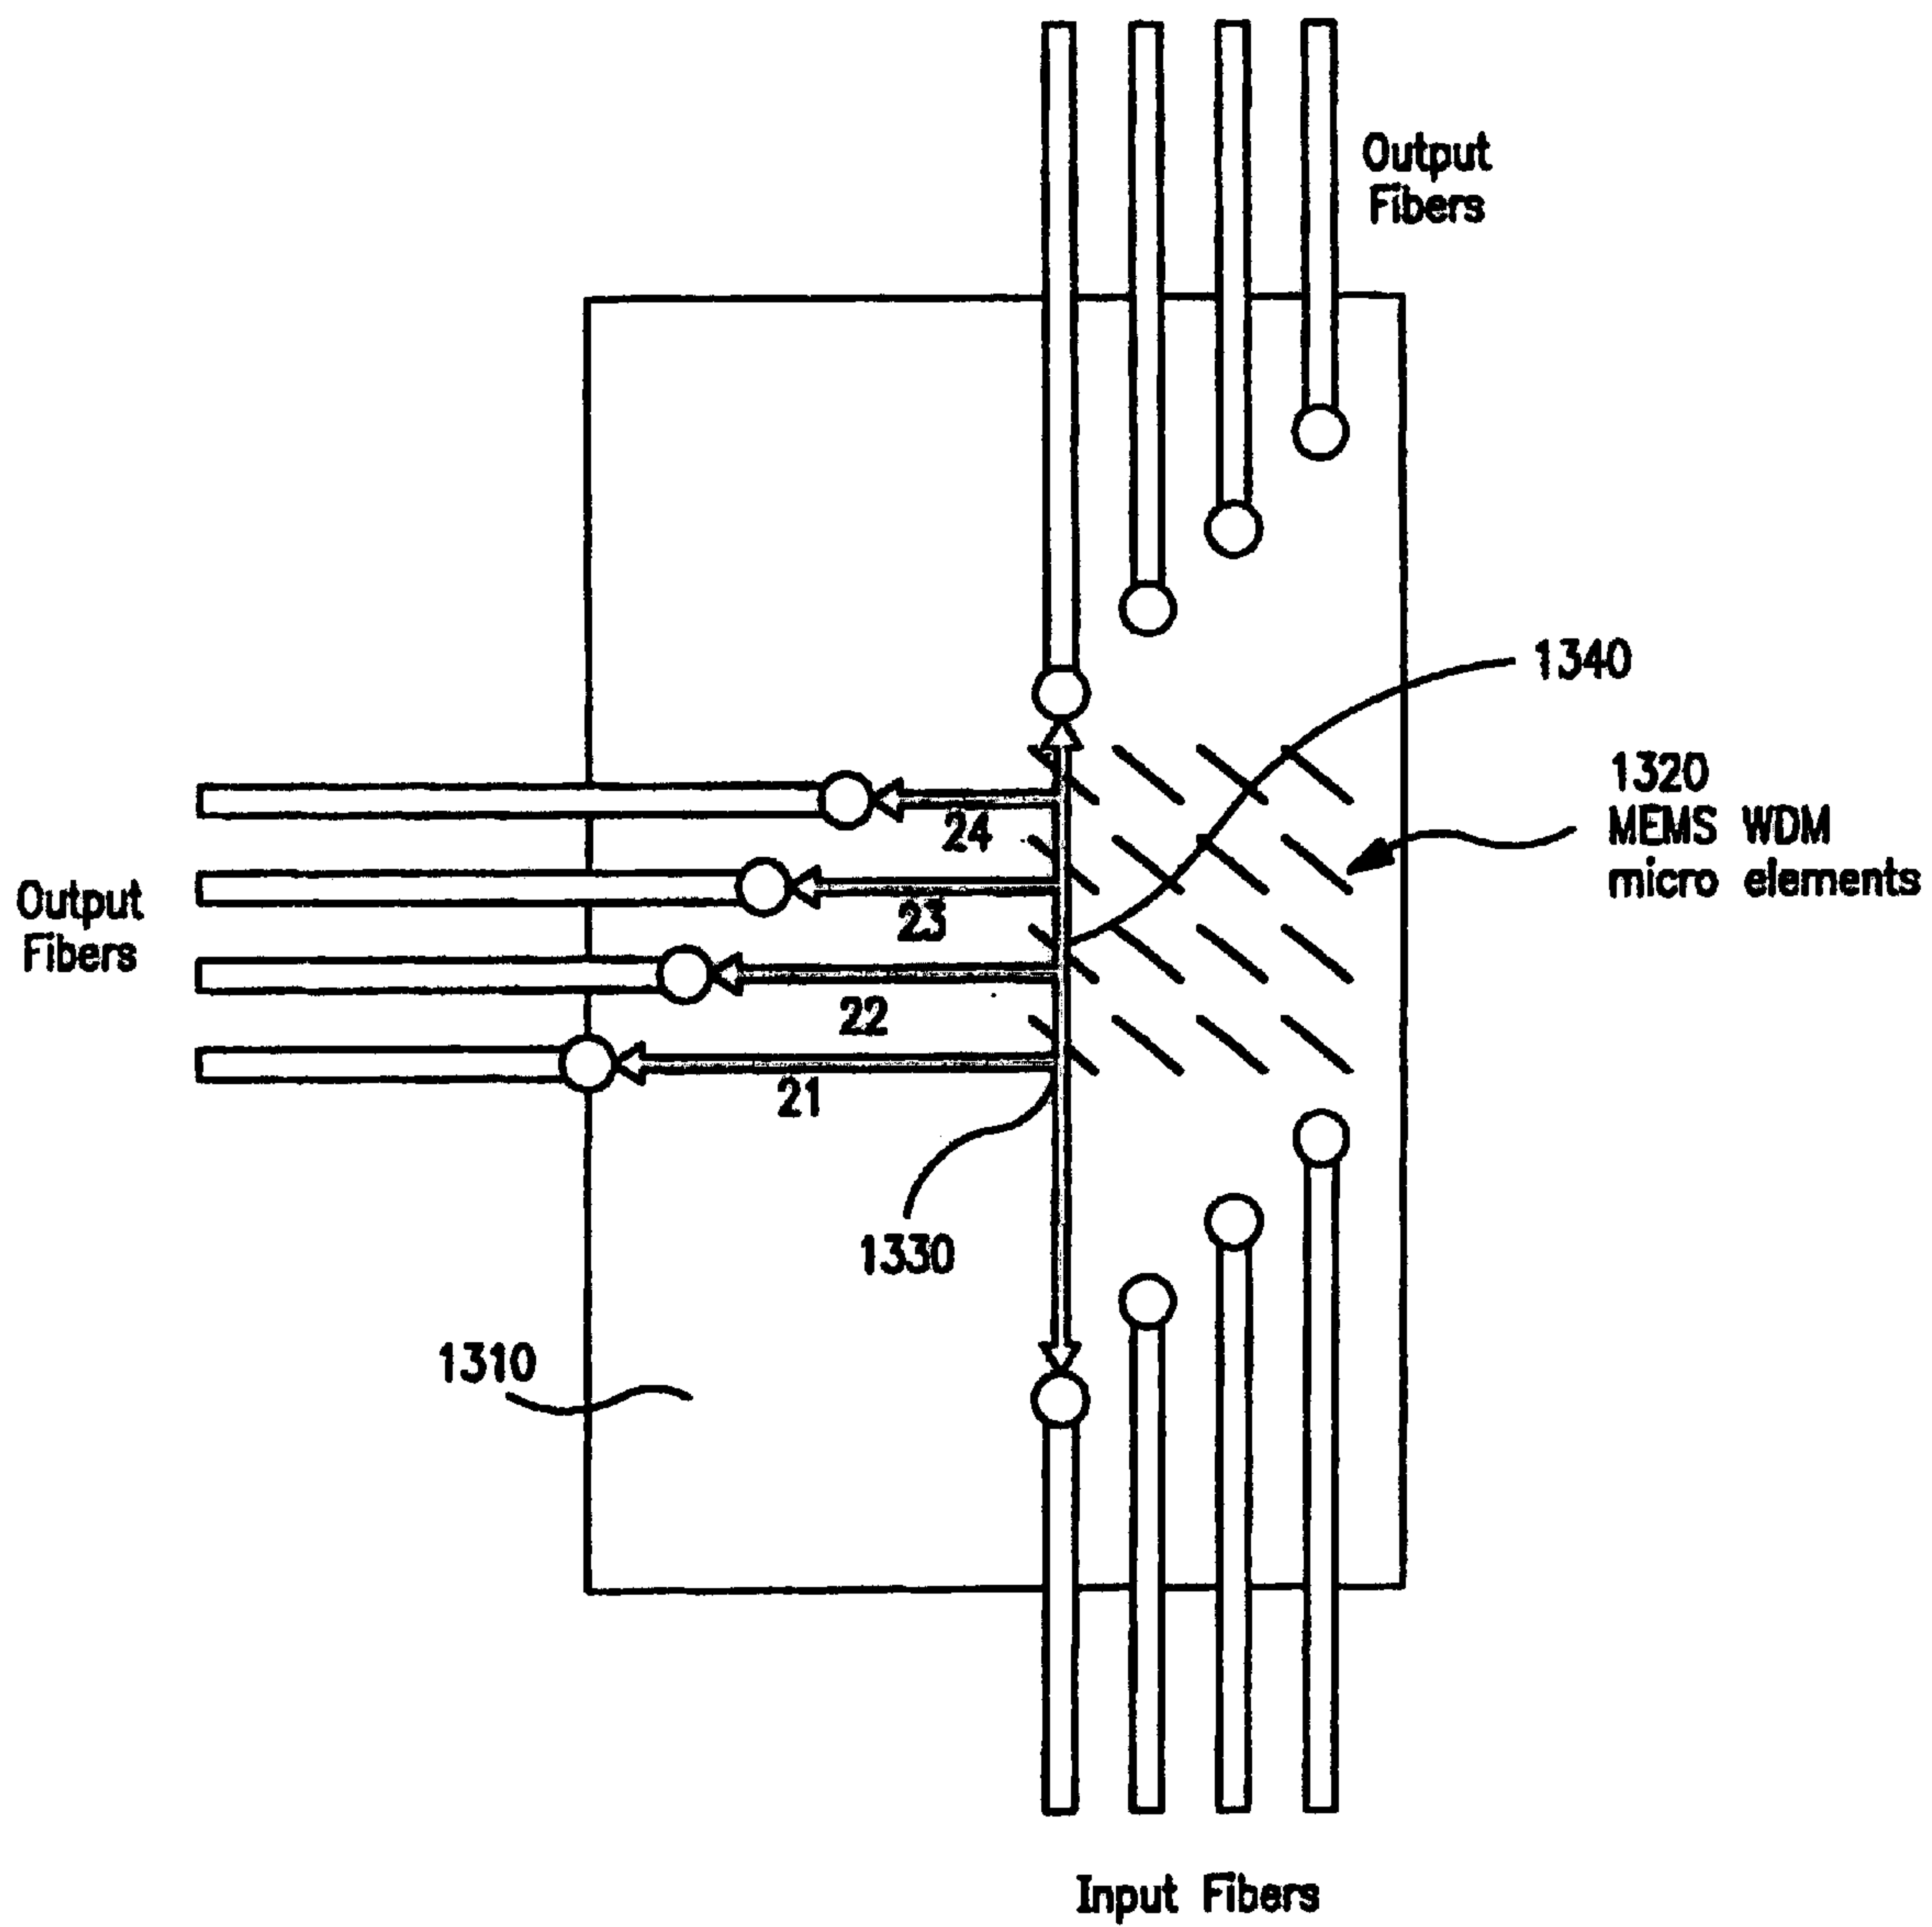 Output
Fibers
1340
1320
MEMS WDM
micro elements
24
23
Output
Fibers
22
21
1330
1310
Input Fibers